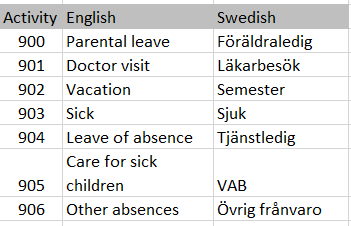 Activity English Swedish
900 Parental leave Föräldraledig
901 Doctor visit Läkarbesök
902 Vacation Semester
903 Sick Sjuk
904 Leave of absence Tjänstledig
Care for sick
905 children VAB
906 Other absences Övrig frånvaro